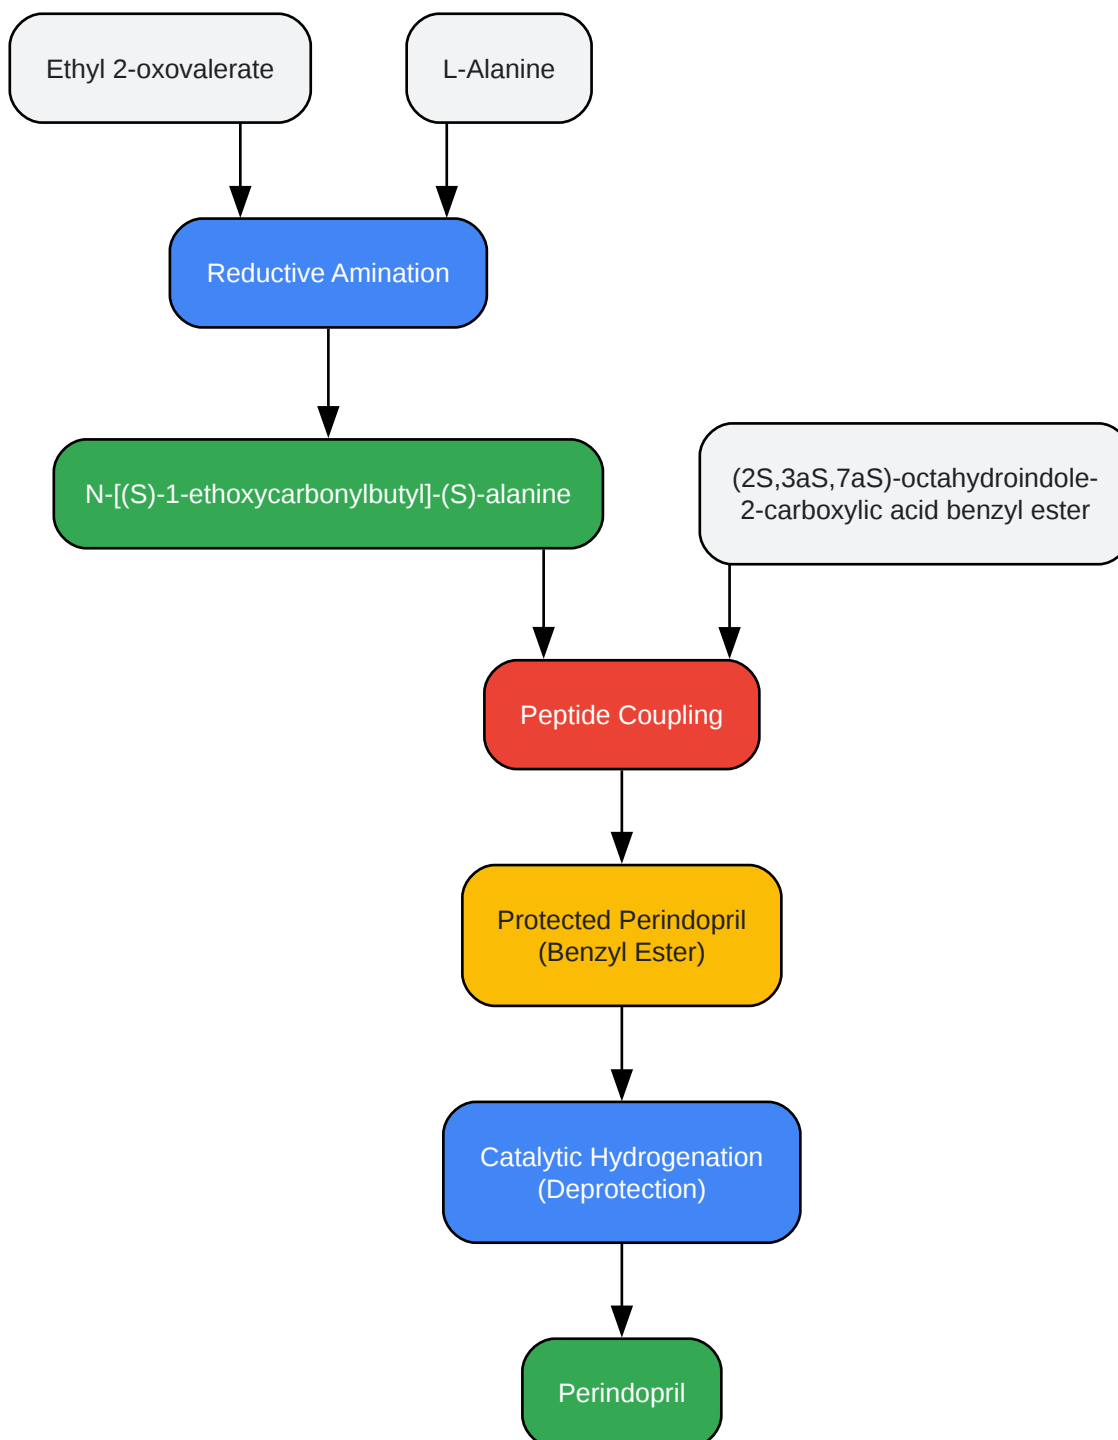 Ethyl 2-oxovalerate
L-Alanine
Reductive Amination
N-[(S)-1-ethoxycarbonylbutyl]-(S)-alanine
(2S,3aS,7aS)-octahydroindole-
2-carboxylic acid benzyl ester
Peptide Coupling
Protected Perindopril
(Benzyl Ester)
Catalytic Hydrogenation
(Deprotection)
Perindopril